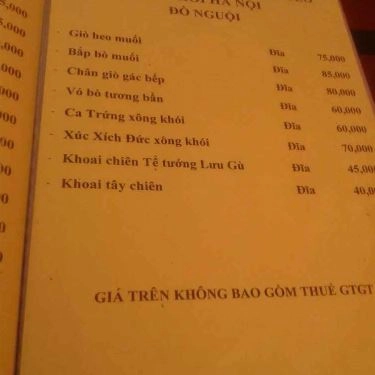 HÀ NỘI
ĐỒ NGUỘI
- Giò heo muối Đĩa 75,000
- Bắp bò muối Đĩa 85,000
- Chân giò gác bếp Đĩa 80,000
- Vó bò tương bần Đĩa 60,000
- Ca Trứng xông khói Đĩa 60,000
- Xúc Xích Đức xông khói Đĩa 70,000
- Khoai chiên Tể tướng Lưu Gù Đĩa 45,000
- Khoai tây chiên Đĩa 40,
GIÁ TRÊN KHÔNG BAO GỒM THUẾ GTGT